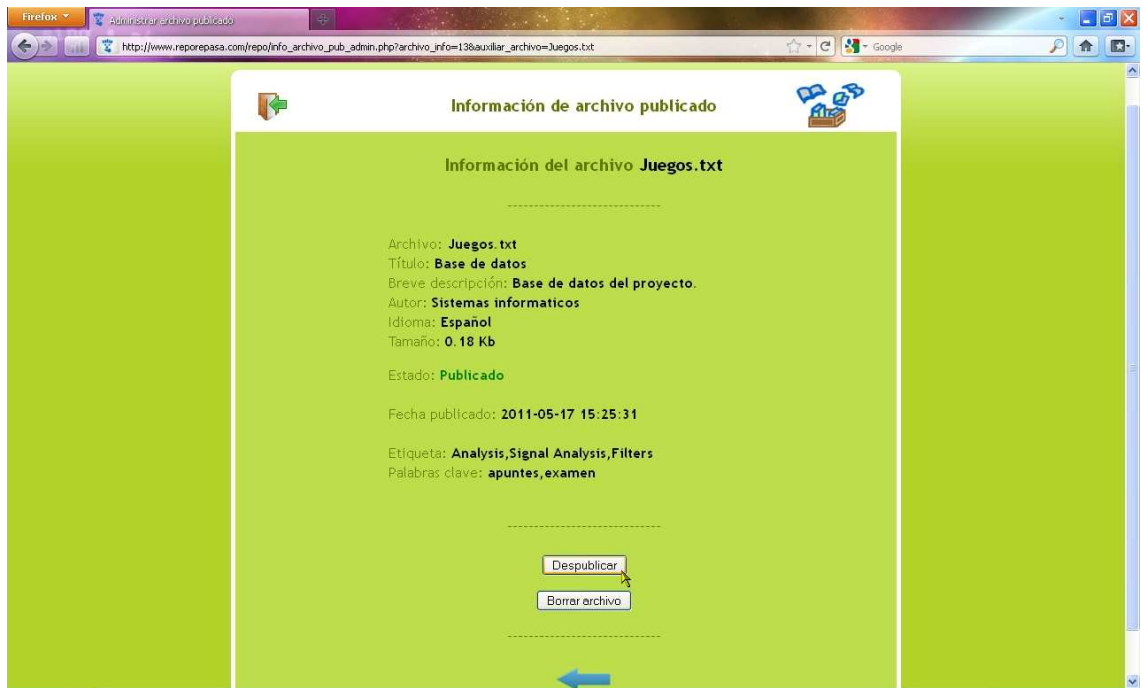 Firefox
Administrar archivo publicado
http://www.reporepasa.com/repo/info_archivo_pub_admin.php?archivo_info=13&auxiliar_archivo=Juegos.txt
Google
Información de archivo publicado
Información del archivo Juegos.txt
----------------------------
Archivo: Juegos.txt
Título: Base de datos
Breve descripción: Base de datos del proyecto.
Autor: Sistemas informaticos
Idioma: Español
Tamaño: 0.18 Kb
Estado: Publicado
Fecha publicado: 2011-05-17 15:25:31
Etiqueta: Analysis,Signal Analysis,Filters
Palabras clave: apuntes,examen
----------------------------
Despublicar
Borrar archivo
----------------------------